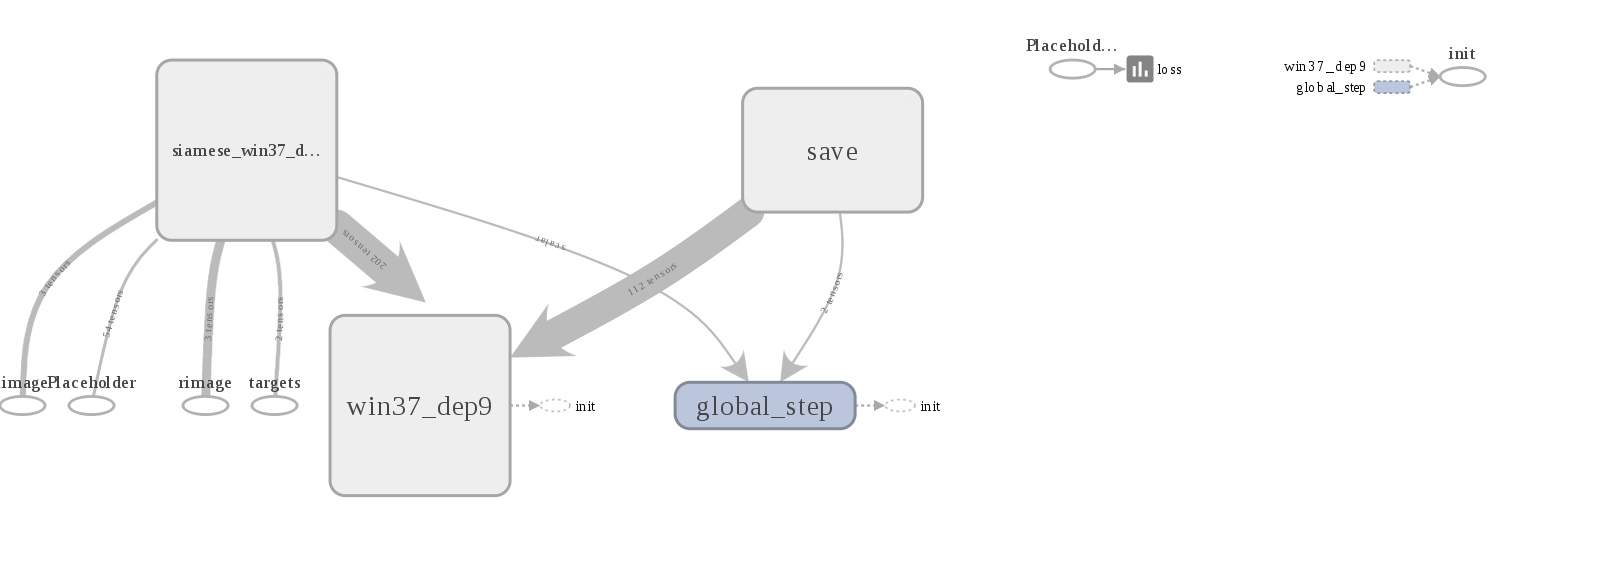 siamese_win37_d...
save
Placehold...
loss
win37_dep9
global_step
init
scalar
202 tensors
3 tensors
54 tensors
3 tensors
2 tensors
112 tensors
2 tensors
image
Placeholder
rimage
targets
win37_dep9
init
global_step
init